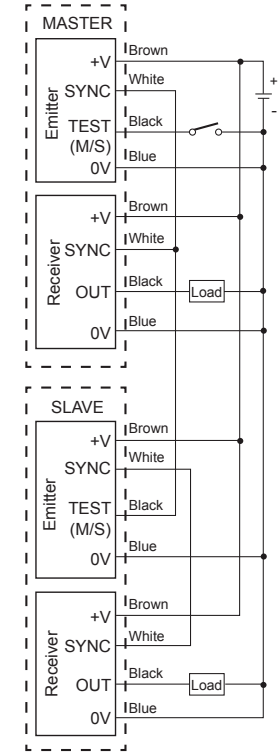 MASTER
Emitter
+V Brown
SYNC White
+
TEST Black
-
(M/S)
0V Blue
Receiver
+V Brown
SYNC White
OUT Black Load
0V Blue
SLAVE
Emitter
+V Brown
SYNC White
TEST Black
(M/S)
0V Blue
Receiver
+V Brown
SYNC White
OUT Black Load
0V Blue